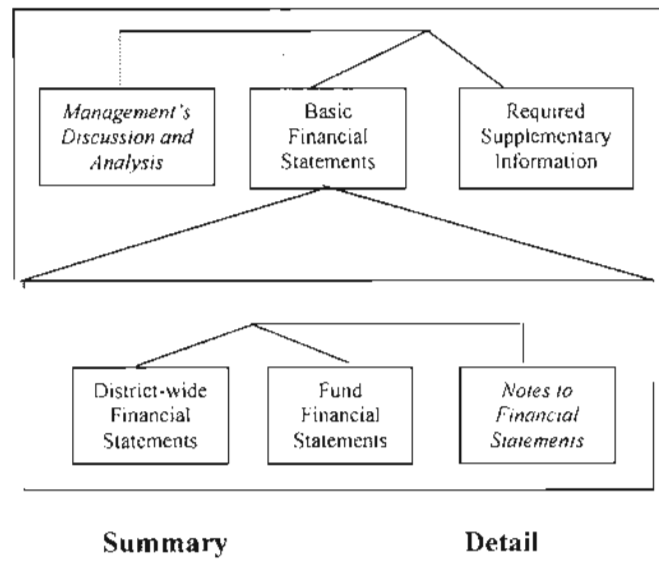 Management's
Discussion and
Analysis
Basic
Financial
Statements
Required
Supplementary
Information
District-wide
Financial
Statements
Fund
Financial
Statements
Notes to
Financial
Statements
Summary
Detail